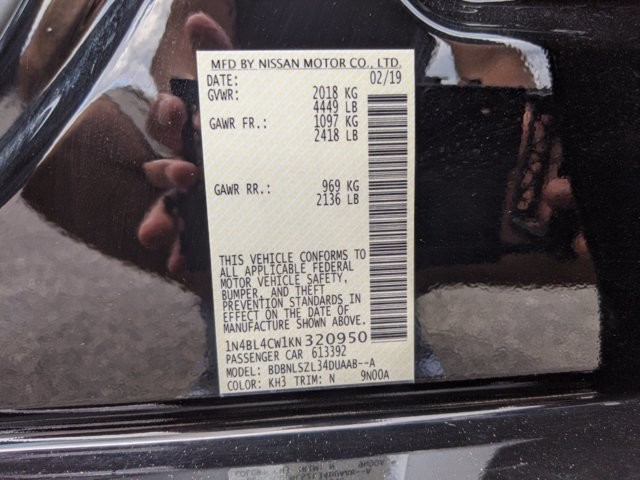 MFD BY NISSAN MOTOR CO., LTD.
DATE: 02/19
GVWR: 2018 KG
4449 LB
GAWR FR.: 1097 KG
2418 LB
GAWR RR.: 969 KG
2136 LB
THIS VEHICLE CONFORMS TO
ALL APPLICABLE FEDERAL
MOTOR VEHICLE SAFETY,
BUMPER, AND THEFT
PREVENTION STANDARDS IN
EFFECT ON THE DATE OF
MANUFACTURE SHOWN ABOVE.
1N4BL4CW1KN320950
PASSENGER CAR 613392
MODEL: BDBNLSZL34DUAAB--A
COLOR: KH3 TRIM: N 9N00A